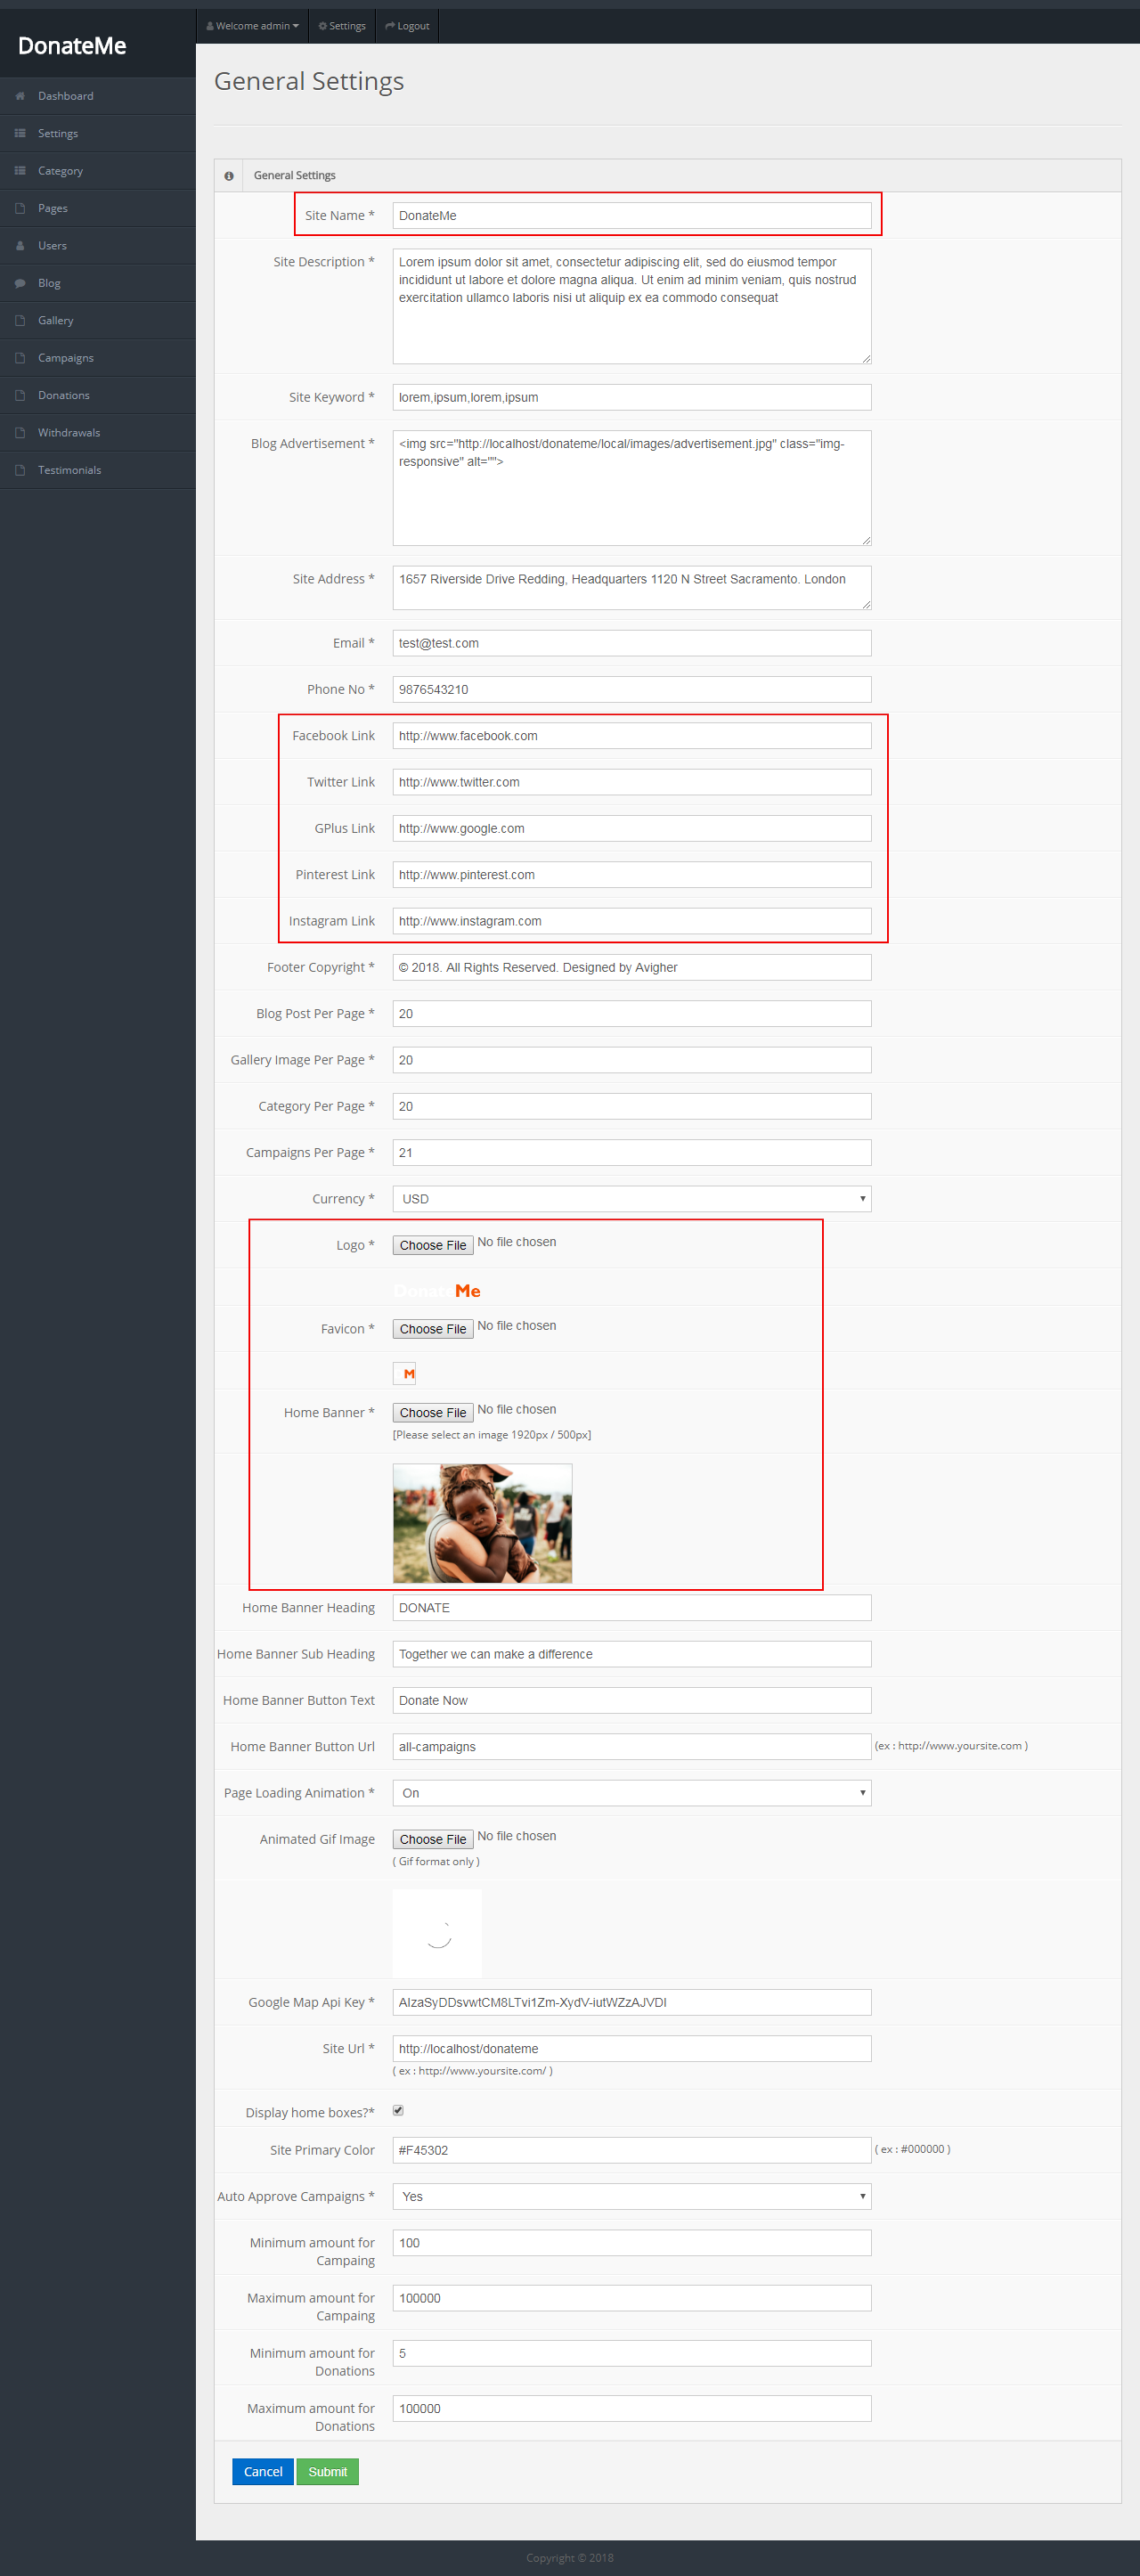 DonateMe
Welcome admin
Settings
Logout
Dashboard
Settings
Category
Pages
Users
Blog
Gallery
Campaigns
Donations
Withdrawals
Testimonials
General Settings
General Settings
Site Name * DonateMe
Site Description * Lorem ipsum dolor sit amet, consectetur adipiscing elit, sed do eiusmod tempor
incididunt ut labore et dolore magna aliqua. Ut enim ad minim veniam, quis nostrud
exercitation ullamco laboris nisi ut aliquip ex ea commodo consequat
Site Keyword * lorem,ipsum,lorem,ipsum
Blog Advertisement * <img src="http://localhost/donateme/local/images/advertisement.jpg" class="img-
responsive" alt="">
Site Address * 1657 Riverside Drive Redding, Headquarters 1120 N Street Sacramento. London
Email * test@test.com
Phone No * 9876543210
Facebook Link http://www.facebook.com
Twitter Link http://www.twitter.com
GPlus Link http://www.google.com
Pinterest Link http://www.pinterest.com
Instagram Link http://www.instagram.com
Footer Copyright * © 2018. All Rights Reserved. Designed by Avigher
Blog Post Per Page * 20
Gallery Image Per Page * 20
Category Per Page * 20
Campaigns Per Page * 21
Currency * USD
Logo * Choose File No file chosen
DonateMe
Favicon * Choose File No file chosen
M
Home Banner * Choose File No file chosen
[Please select an image 1920px / 500px]
Home Banner Heading DONATE
Home Banner Sub Heading Together we can make a difference
Home Banner Button Text Donate Now
Home Banner Button Url all-campaigns (ex : http://www.yoursite.com )
Page Loading Animation * On
Animated Gif Image Choose File No file chosen
( Gif format only )
Google Map Api Key * AIzaSyDDsvwtCM8LTvi1Zm-XydV-iutWZzAJVDI
Site Url * http://localhost/donateme
( ex : http://www.yoursite.com/ )
Display home boxes?*
Site Primary Color #F45302 ( ex : #000000 )
Auto Approve Campaigns * Yes
Minimum amount for 100
Campaing
Maximum amount for 100000
Campaing
Minimum amount for 5
Donations
Maximum amount for 100000
Donations
Cancel Submit
Copyright © 2018